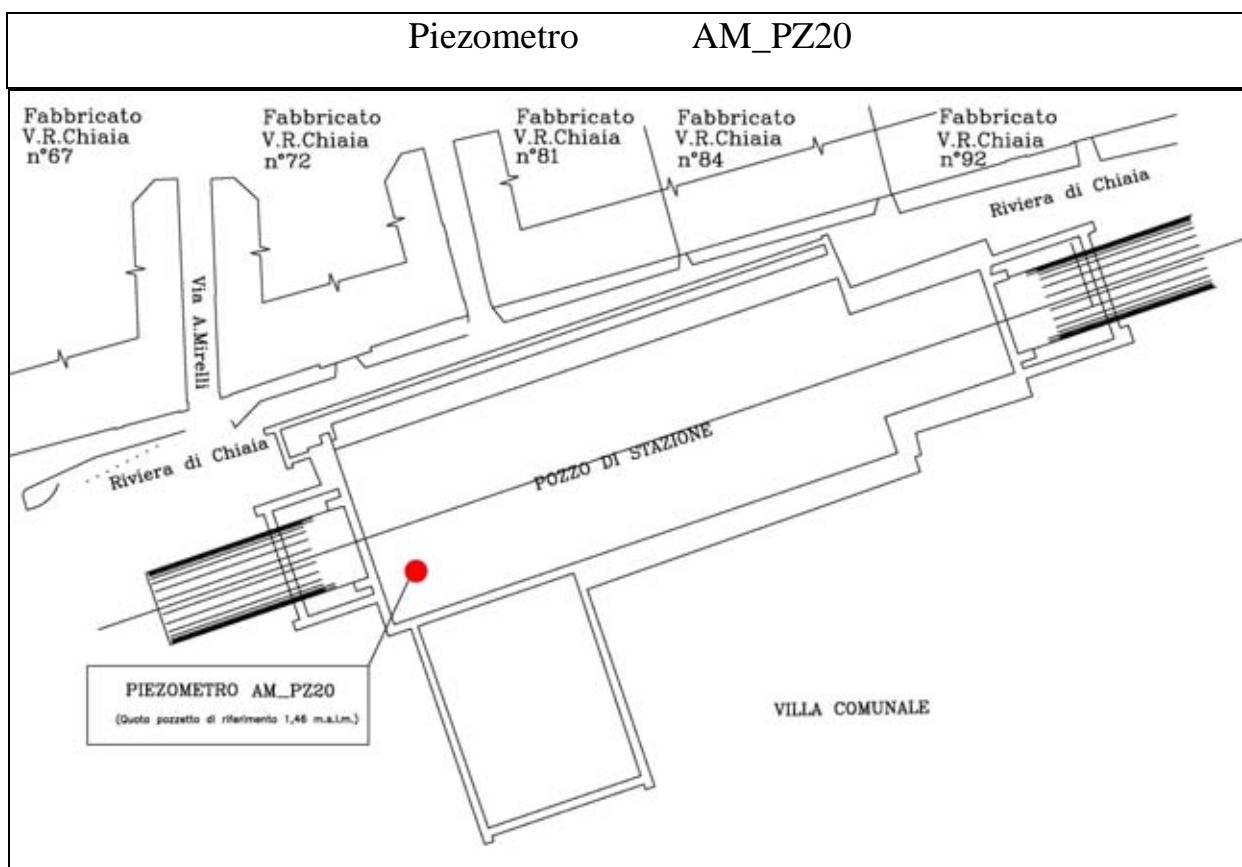 Piezometro AM_PZ20
Fabbricato
V.R.Chiaia
n°67
Fabbricato
V.R.Chiaia
n°72
Fabbricato
V.R.Chiaia
n°81
Fabbricato
V.R.Chiaia
n°84
Fabbricato
V.R.Chiaia
n°92
Riviera di Chiaia
Via A.Mirelli
Riviera di Chiaia
POZZO DI STAZIONE
PIEZOMETRO AM_PZ20
(Quota pozzetto di riferimento 1,46 m.s.l.m.)
VILLA COMUNALE